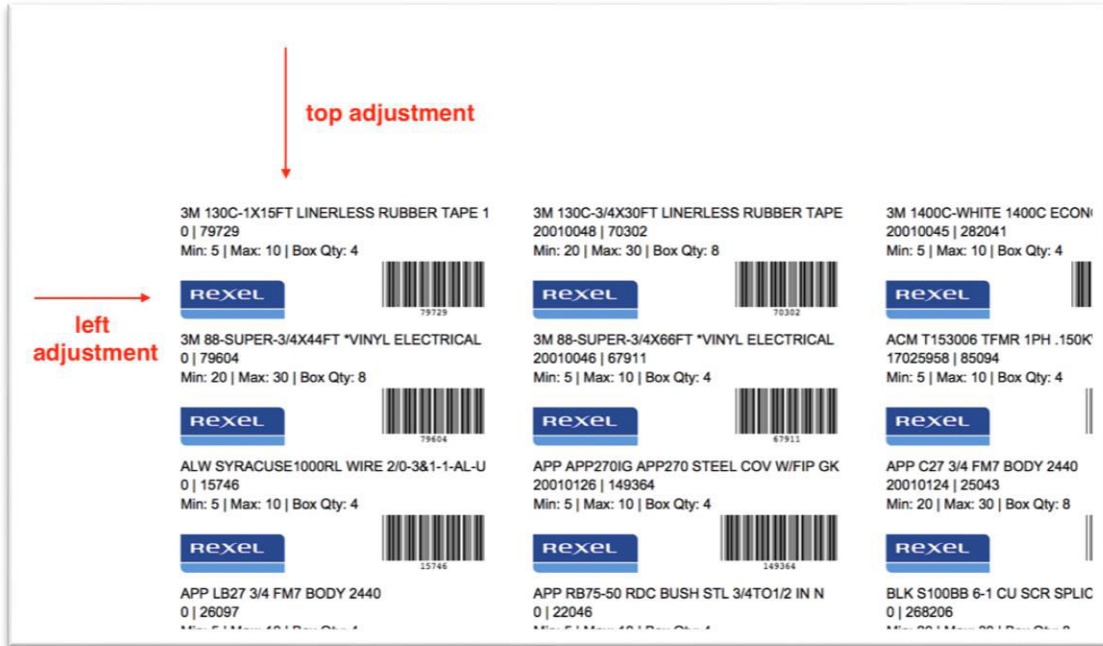 top adjustment
left
adjustment
3M 130C-1X15FT LINERLESS RUBBER TAPE 1
0 | 79729
Min: 5 | Max: 10 | Box Qty: 4
REXEL
79729
3M 130C-3/4X30FT LINERLESS RUBBER TAPE
20010048 | 70302
Min: 20 | Max: 30 | Box Qty: 8
REXEL
70302
3M 1400C-WHITE 1400C
20010045 | 282041
Min: 5 | Max: 10 | Box Qty: 4
REXEL
3M 88-SUPER-3/4X44FT *VINYL ELECTRICAL
0 | 79604
Min: 20 | Max: 30 | Box Qty: 8
REXEL
79604
3M 88-SUPER-3/4X66FT *VINYL ELECTRICAL
20010046 | 67911
Min: 5 | Max: 10 | Box Qty: 4
REXEL
67911
ACM T153006 TFMR 1PH
17025958 | 85094
Min: 5 | Max: 10 | Box Qty: 4
REXEL
ALW SYRACUSE1000RL WIRE 2/0-3&1-1-AL-U
0 | 15746
Min: 5 | Max: 10 | Box Qty: 4
REXEL
15746
APP APP270IG APP270 STEEL COV W/FIP GK
20010126 | 149364
Min: 5 | Max: 10 | Box Qty: 4
REXEL
149364
APP C27 3/4 FM7 BODY 2440
20010124 | 25043
Min: 20 | Max: 30 | Box Qty: 8
REXEL
APP LB27 3/4 FM7 BODY 2440
0 | 26097
APP RB75-50 RDC BUSH STL 3/4TO1/2 IN N
0 | 22046
BLK S100BB 6-1 CU SCR
0 | 268206